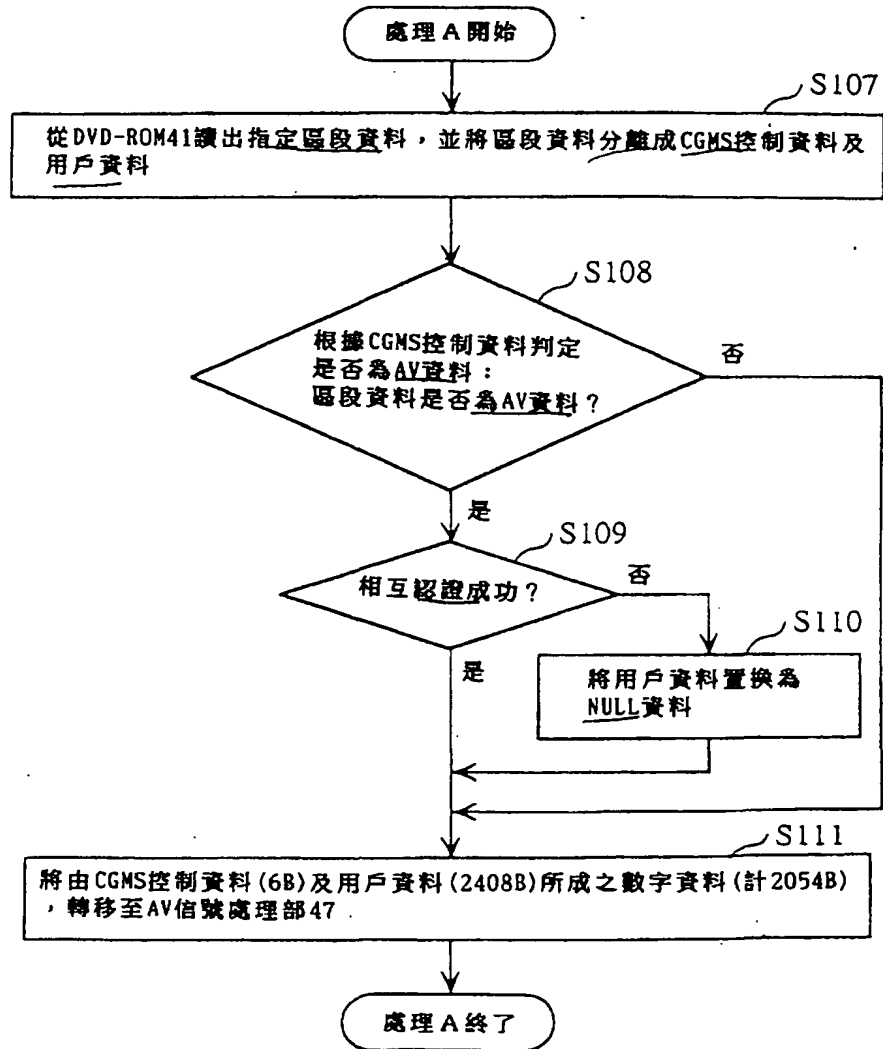 處理A開始
S107
從DVD-ROM41讀出指定區段資料，並將區段資料分離成CGMS控制資料及
用戶資料
S108
根據CGMS控制資料判定
是否為AV資料：
區段資料是否為AV資料？
否
是
S109
相互認證成功？
否
是
S110
將用戶資料置換為
NULL資料
S111
將由CGMS控制資料(6B)及用戶資料(2408B)所成之數字資料(計2054B)
，轉移至AV信號處理部47
處理A終了